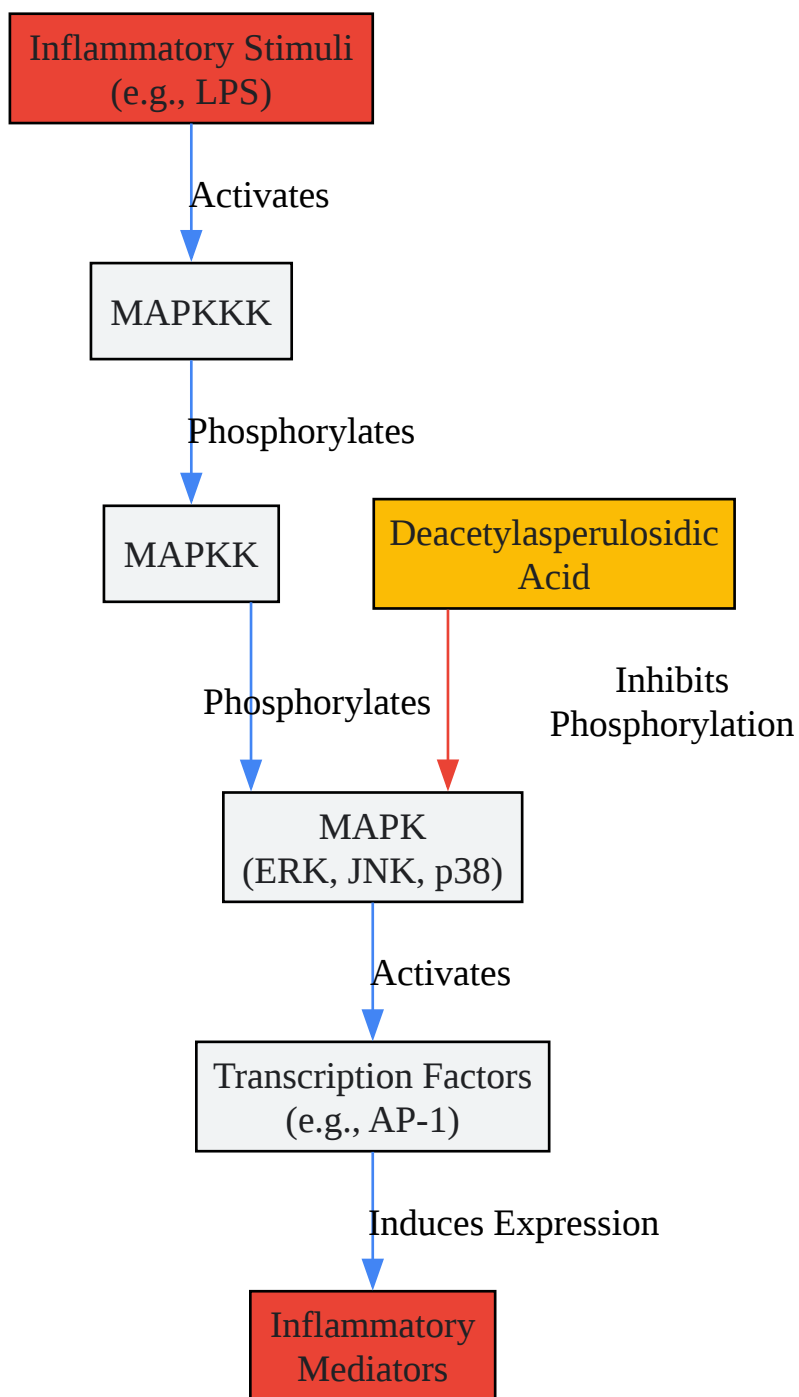 Inflammatory Stimuli
(e.g., LPS)
Activates
MAPKKK
Phosphorylates
MAPKK
Deacetylasperulosidic
Acid
Phosphorylates
Inhibits
Phosphorylation
MAPK
(ERK, JNK, p38)
Activates
Transcription Factors
(e.g., AP-1)
Induces Expression
Inflammatory
Mediators